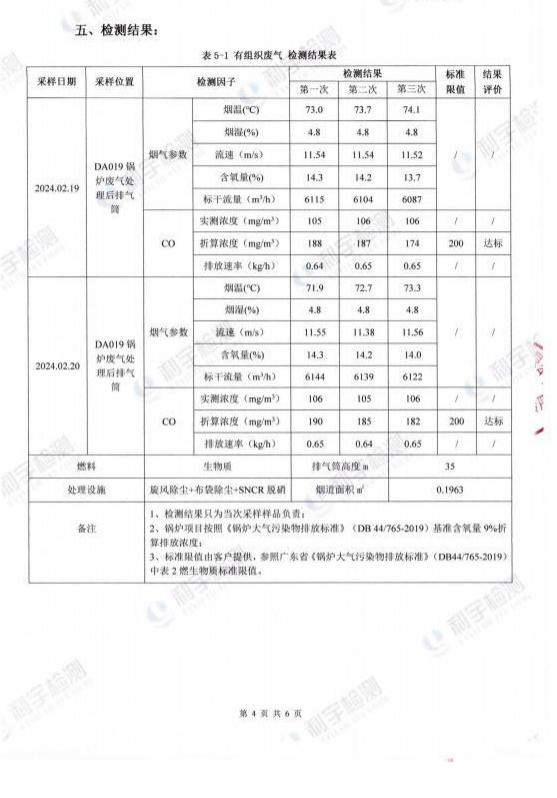 五、检测结果：
表 5-1 有组织废气 检测结果表
采样日期 采样位置 检测因子 检测结果 标准限值 结果评价
第一次 第二次 第三次
2024.02.19 DA019 锅炉废气处理后排气筒
烟气参数 烟温(℃) 73.0 73.7 74.1 / /
烟湿(%) 4.8 4.8 4.8
流速（m/s） 11.54 11.54 11.52
含氧量(%) 14.3 14.2 13.7
标干流量（m³/h） 6115 6104 6087
CO 实测浓度（mg/m³） 105 106 106 / /
折算浓度（mg/m³） 188 187 174 200 达标
排放速率（kg/h） 0.64 0.65 0.65 / /
2024.02.20 DA019 锅炉废气处理后排气筒
烟气参数 烟温(℃) 71.9 72.7 73.3 / /
烟湿(%) 4.8 4.8 4.8
流速（m/s） 11.55 11.38 11.56
含氧量(%) 14.3 14.2 14.0
标干流量（m³/h） 6144 6139 6122
CO 实测浓度（mg/m³） 106 105 106 / /
折算浓度（mg/m³） 190 185 182 200 达标
排放速率（kg/h） 0.65 0.64 0.65 / /
燃料 生物质 排气筒高度 m 35
处理设施 旋风除尘+布袋除尘+SNCR 脱硝 烟道面积 ㎡ 0.1963
备注
1、检测结果只为当次采样样品负责；
2、锅炉项目按照《锅炉大气污染物排放标准》（DB 44/765-2019）基准含氧量 9%折
算排放浓度；
3、标准限值由客户提供，参照广东省《锅炉大气污染物排放标准》（DB44/765-2019）
中表 2 燃生物质标准限值。
第 4 页 共 6 页
利宇检测